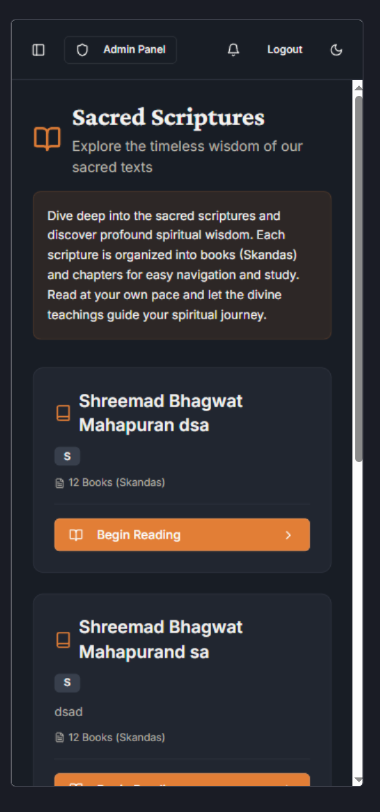 Admin Panel
Logout
Sacred Scriptures
Explore the timeless wisdom of our
sacred texts
Dive deep into the sacred scriptures and
discover profound spiritual wisdom. Each
scripture is organized into books (Skandas)
and chapters for easy navigation and study.
Read at your own pace and let the divine
teachings guide your spiritual journey.
Shreemad Bhagwat
Mahapuran dsa
S
12 Books (Skandas)
Begin Reading
Shreemad Bhagwat
Mahapurand sa
S
dsad
12 Books (Skandas)